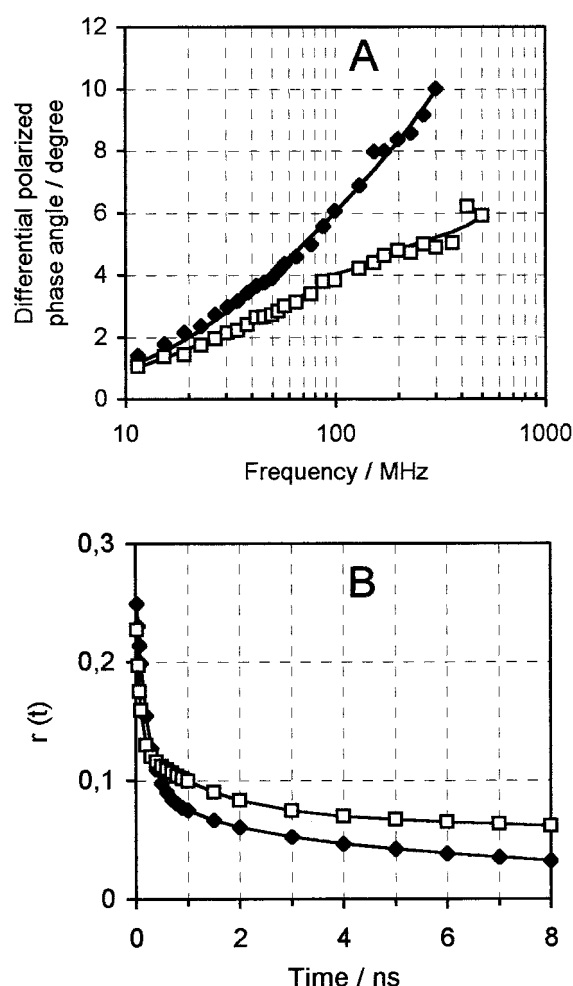 A
Differential polarized
phase angle / degree
12
10
8
6
4
2
0
10
100
1000
Frequency / MHz
B
r (t)
0,3
0,2
0,1
0
0
2
4
6
8
Time / ns